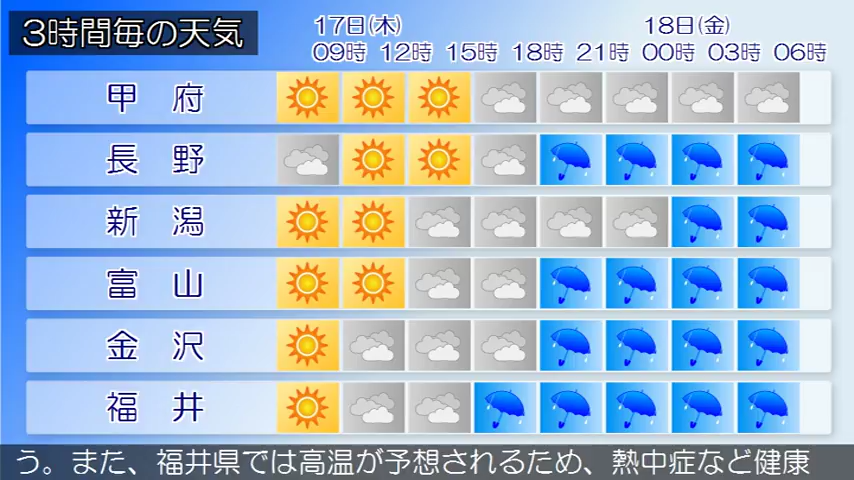 3時間毎の天気
17日(木) 18日(金)
09時 12時 15時 18時 21時 00時 03時 06時
甲府
長野
新潟
富山
金沢
福井
う。また、福井県では高温が予想されるため、熱中症など健康